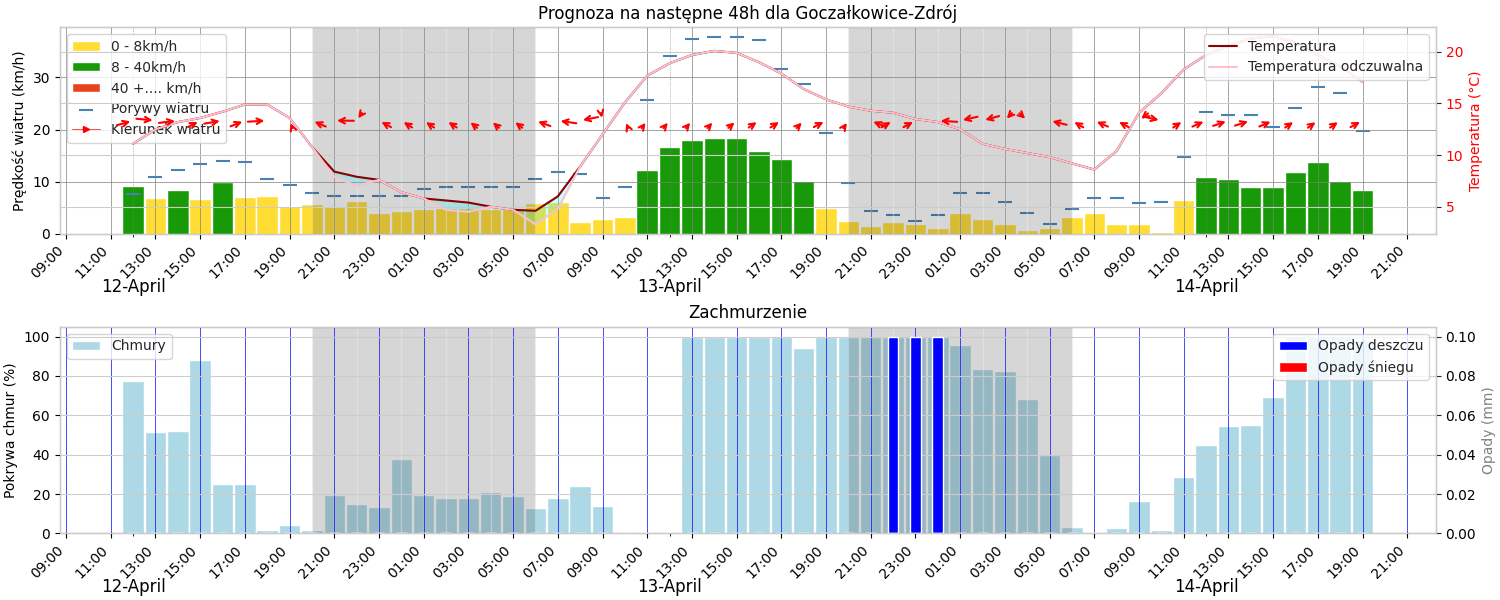 Prognoza na następne 48h dla Goczałkowice-Zdrój
0 - 8km/h
8 - 40km/h
40 +.... km/h
Porywy wiatru
Kierunek wiatru
Temperatura
Temperatura odczuwalna
Prędkość wiatru (km/h)
0
10
20
30
Temperatura (°C)
5
10
15
20
09:00 11:00 13:00 15:00 17:00 19:00 21:00 23:00 01:00 03:00 05:00 07:00 09:00 11:00 13:00 15:00 17:00 19:00 21:00 23:00 01:00 03:00 05:00 07:00 09:00 11:00 13:00 15:00 17:00 19:00 21:00
12-April 13-April 14-April
Zachmurzenie
Chmury
Opady deszczu
Opady śniegu
Pokrywa chmur (%)
0
20
40
60
80
100
Opady (mm)
0.00
0.02
0.04
0.06
0.08
0.10
09:00 11:00 13:00 15:00 17:00 19:00 21:00 23:00 01:00 03:00 05:00 07:00 09:00 11:00 13:00 15:00 17:00 19:00 21:00 23:00 01:00 03:00 05:00 07:00 09:00 11:00 13:00 15:00 17:00 19:00 21:00
12-April 13-April 14-April